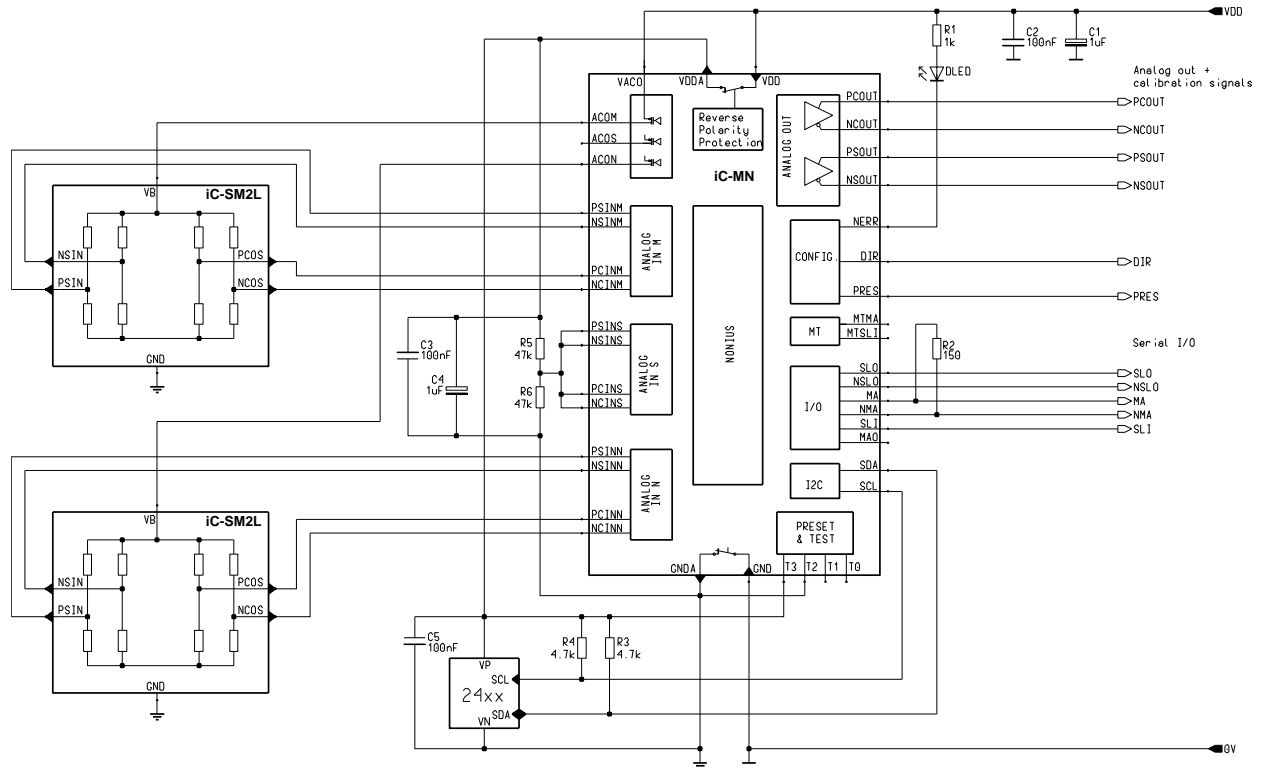 VDD
R1
1k
C2
100nF
C1
1uF
DLED
Analog out +
calibration signals
VACO
VDDA
VDD
PCOUT
PCOUT
NCOUT
NCOUT
PSOUT
PSOUT
NSOUT
NSOUT
ANALOG OUT
Reverse
Polarity
Protection
iC-MN
ACOM
ACOS
ACON
iC-SM2L
VB
NSIN
PSIN
PCOS
NCOS
GND
PSINM
NSINM
PCINM
NCINM
ANALOG
IN M
NERR
CONFIG.
DIR
DIR
PRES
PRES
NONIUS
C3
100nF
C4
1uF
R5
47k
R6
47k
PSINS
NSINS
PCINS
NCINS
ANALOG
IN S
MT
MTMA
MTSLI
R2
150
Serial I/O
I/O
SLO
SLO
NSLO
NSLO
MA
MA
NMA
NMA
SLI
SLI
MAO
PSINN
NSINN
PCINN
NCINN
ANALOG
IN N
I2C
SDA
SCL
iC-SM2L
VB
NSIN
PSIN
PCOS
NCOS
GND
PRESET
& TEST
GNDA
GND
T3
T2
T1
T0
C5
100nF
R4
4.7k
R3
4.7k
VP
SCL
24xx
SDA
VN
0V